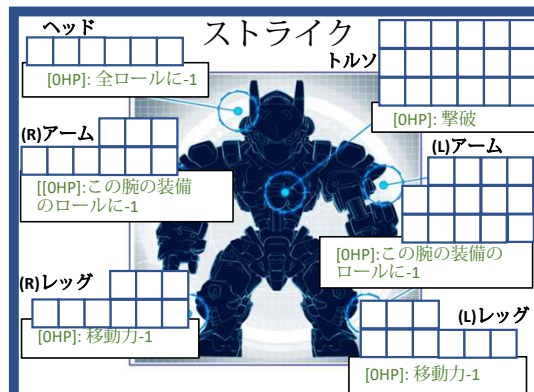 ヘッド
ストライク
トルソ
[0HP]: 全ロールに-1
[0HP]: 撃破
(R)アーム
(L)アーム
[[0HP]:この腕の装備
のロールに-1
[0HP]:この腕の装備の
ロールに-1
(R)レッグ
(L)レッグ
[0HP]: 移動力-1
[0HP]: 移動力-1